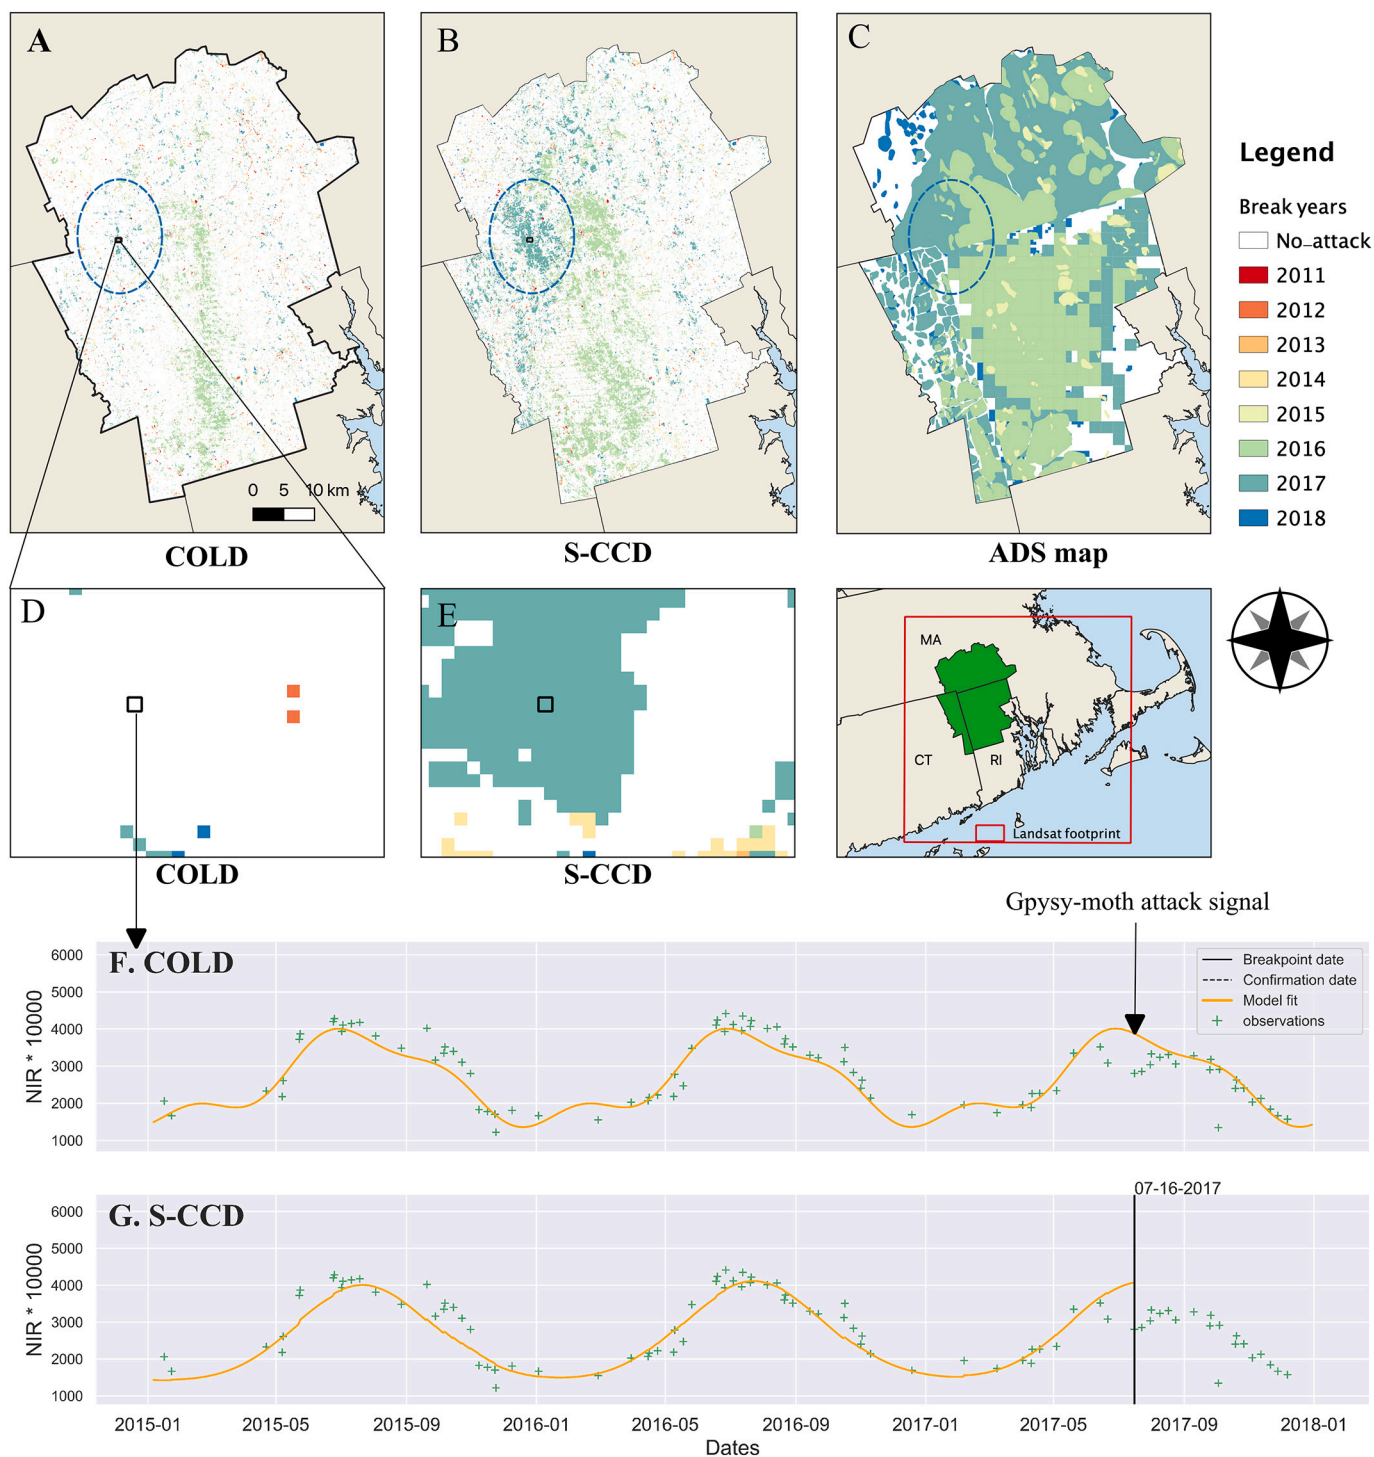 A
B
C
0 5 10 km
COLD
S-CCD
ADS map
Legend
Break years
No_attack
2011
2012
2013
2014
2015
2016
2017
2018
D
E
MA
CT
RI
Landsat footprint
COLD
S-CCD
Gpysy-moth attack signal
F. COLD
NIR * 10000
6000
5000
4000
3000
2000
1000
Breakpoint date
Confirmation date
Model fit
observations
07-16-2017
G. S-CCD
NIR * 10000
6000
5000
4000
3000
2000
1000
2015-01 2015-05 2015-09 2016-01 2016-05 2016-09 2017-01 2017-05 2017-09 2018-01
Dates